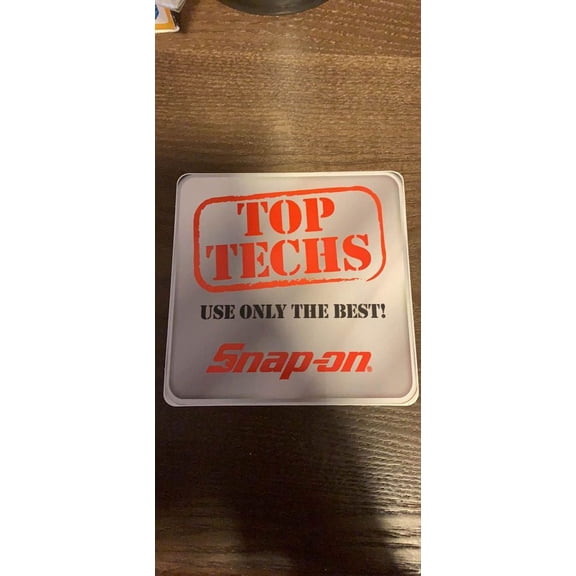 TOP
TECHS
USE ONLY THE BEST!
Snap-on®